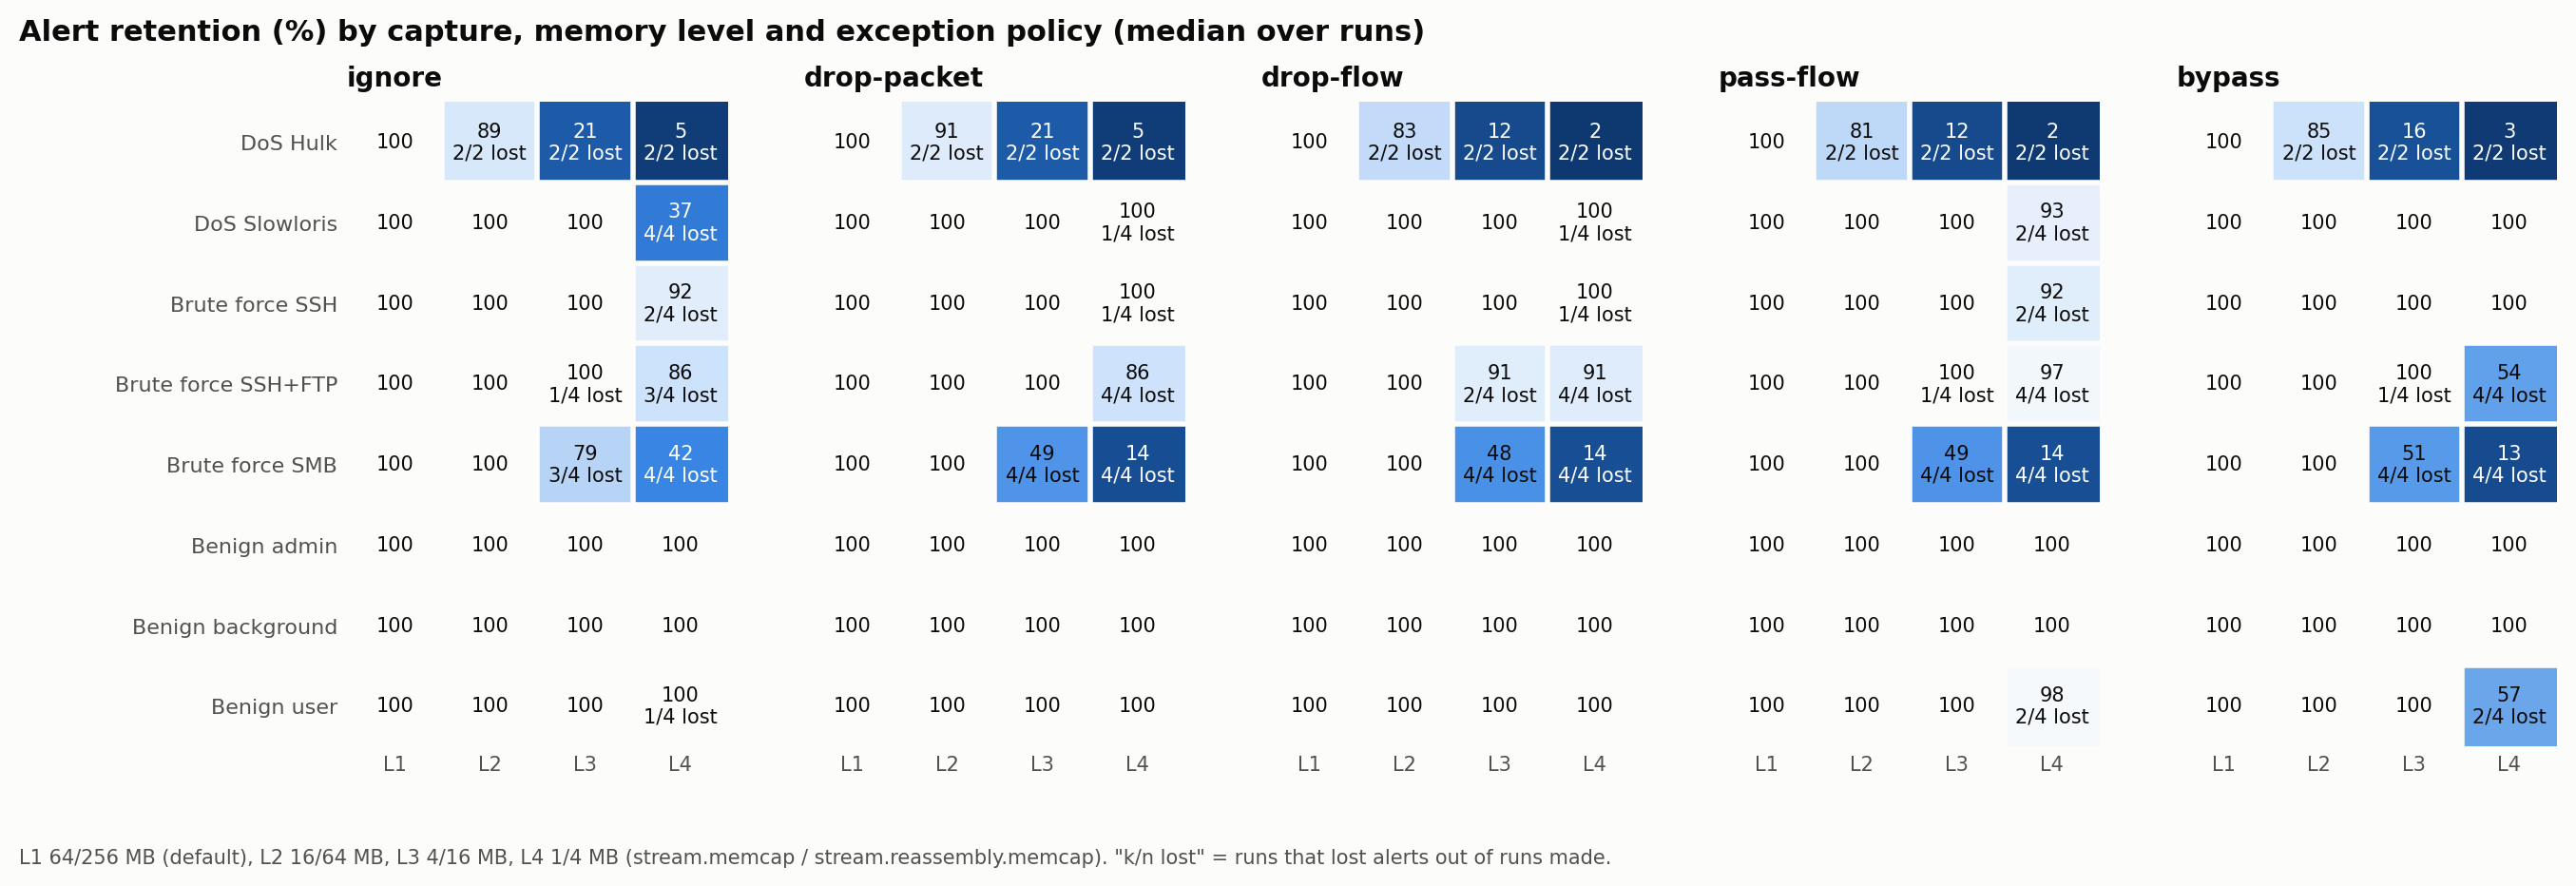 Alert retention (%) by capture, memory level and exception policy (median over runs)
ignore drop-packet drop-flow pass-flow bypass
DoS Hulk 100 89 2/2 lost 21 2/2 lost 5 2/2 lost 100 91 2/2 lost 21 2/2 lost 5 2/2 lost 100 83 2/2 lost 12 2/2 lost 2 2/2 lost 100 81 2/2 lost 12 2/2 lost 2 2/2 lost 100 85 2/2 lost 16 2/2 lost 3 2/2 lost
DoS Slowloris 100 100 100 37 4/4 lost 100 100 100 100 1/4 lost 100 100 100 100 1/4 lost 100 100 100 93 2/4 lost 100 100 100 100
Brute force SSH 100 100 100 92 2/4 lost 100 100 100 100 1/4 lost 100 100 100 100 1/4 lost 100 100 100 92 2/4 lost 100 100 100 100
Brute force SSH+FTP 100 100 100 1/4 lost 86 3/4 lost 100 100 100 86 4/4 lost 100 100 91 2/4 lost 91 4/4 lost 100 100 100 1/4 lost 97 4/4 lost 100 100 100 1/4 lost 54 4/4 lost
Brute force SMB 100 100 79 3/4 lost 42 4/4 lost 100 100 49 4/4 lost 14 4/4 lost 100 100 48 4/4 lost 14 4/4 lost 100 100 49 4/4 lost 14 4/4 lost 100 100 51 4/4 lost 13 4/4 lost
Benign admin 100 100 100 100 100 100 100 100 100 100 100 100 100 100 100 100 100 100 100 100
Benign background 100 100 100 100 100 100 100 100 100 100 100 100 100 100 100 100 100 100 100 100
Benign user 100 100 100 100 1/4 lost 100 100 100 100 100 100 100 100 100 100 100 98 2/4 lost 100 100 100 57 2/4 lost
L1 L2 L3 L4 L1 L2 L3 L4 L1 L2 L3 L4 L1 L2 L3 L4 L1 L2 L3 L4
L1 64/256 MB (default), L2 16/64 MB, L3 4/16 MB, L4 1/4 MB (stream.memcap / stream.reassembly.memcap). "k/n lost" = runs that lost alerts out of runs made.